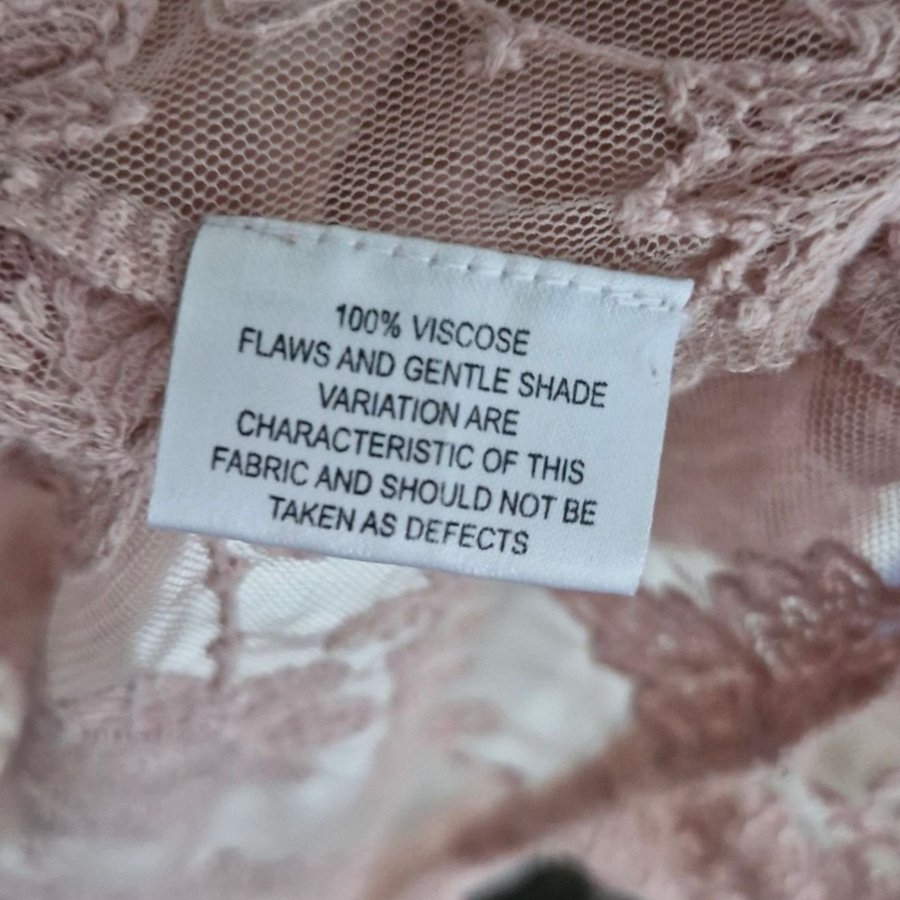 100% VISCOSE
FLAWS AND GENTLE SHADE
VARIATION ARE
CHARACTERISTIC OF THIS
FABRIC AND SHOULD NOT BE
TAKEN AS DEFECTS